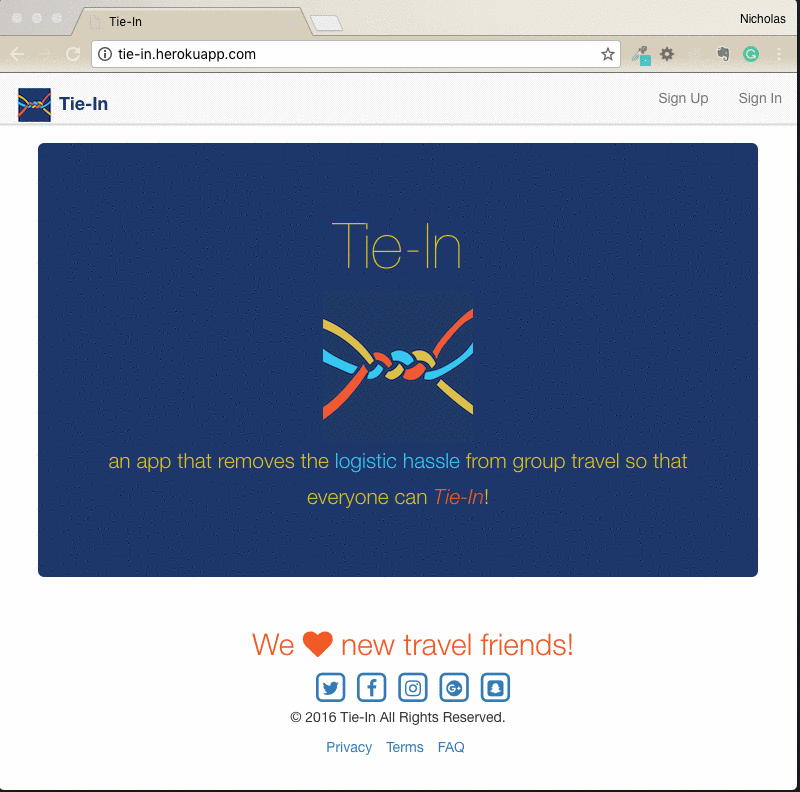 Tie-In
Nicholas
tie-in.herokuapp.com
Tie-In
Sign Up
Sign In
Tie-In
an app that removes the logistic hassle from group travel so that
everyone can Tie-In!
We ♥ new travel friends!
© 2016 Tie-In All Rights Reserved.
Privacy Terms FAQ